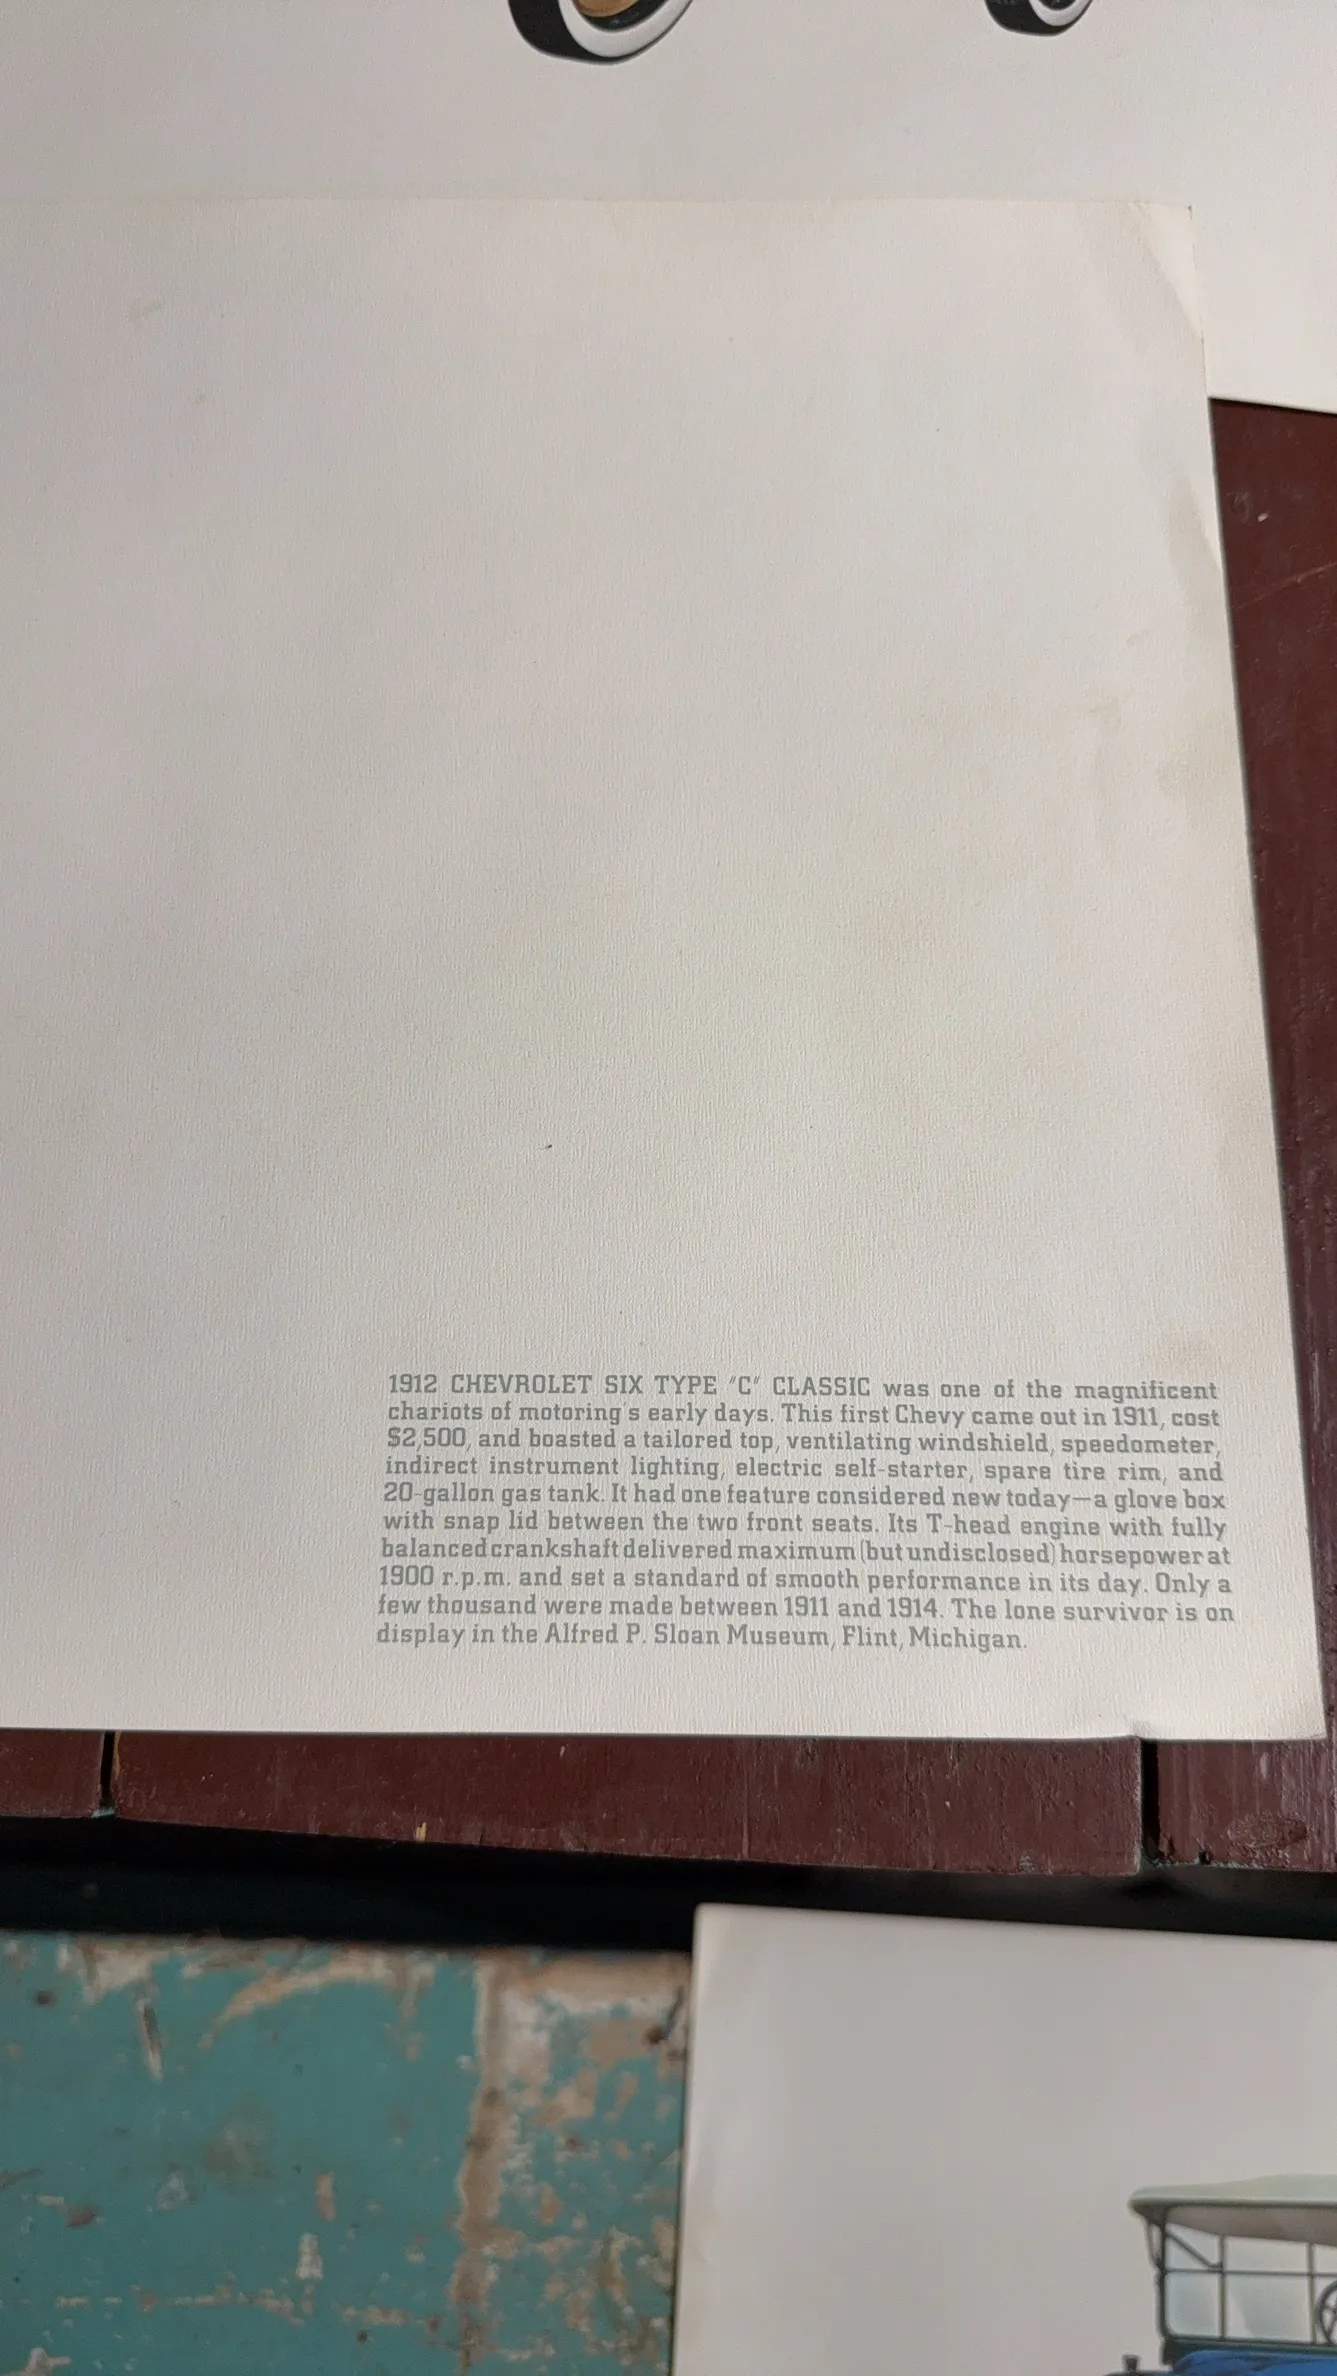 1912 CHEVROLET SIX TYPE "C" CLASSIC was one of the magnificent
chariots of motoring's early days. This first Chevy came out in 1911, cost
$2,500, and boasted a tailored top, ventilating windshield, speedometer,
indirect instrument lighting, electric self-starter, spare tire rim, and
20-gallon gas tank. It had one feature considered new today—a glove box
with snap lid between the two front seats. Its T-head engine with fully
balanced crankshaft delivered maximum (but undisclosed) horsepower at
1900 r.p.m. and set a standard of smooth performance in its day. Only a
few thousand were made between 1911 and 1914. The lone survivor is on
display in the Alfred P. Sloan Museum, Flint, Michigan.